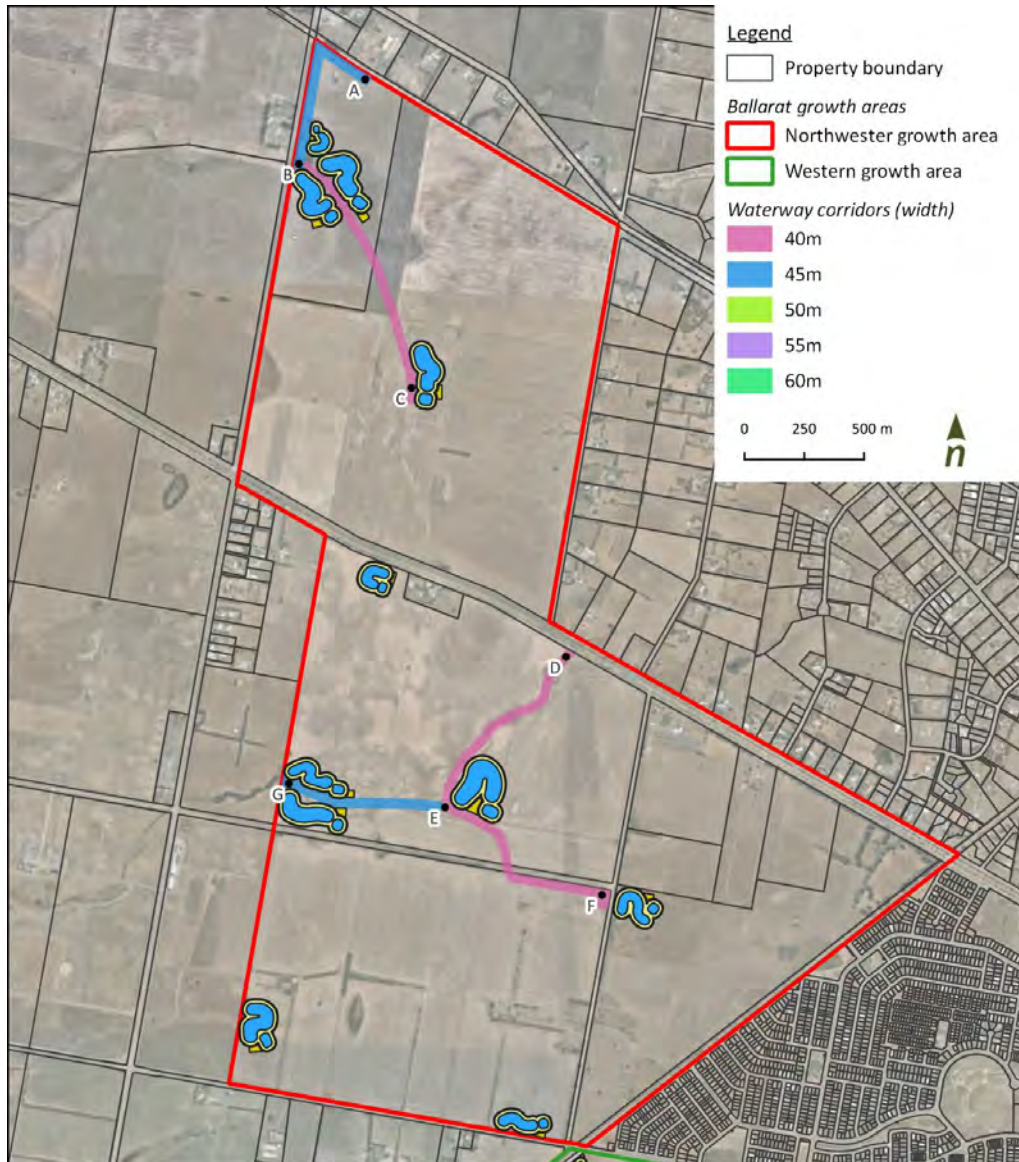 Legend
Property boundary
Ballarat growth areas
Northwester growth area
Western growth area
Waterway corridors (width)
40m
45m
50m
55m
60m
0 250 500 m
n
A
B
C
D
G
E
F